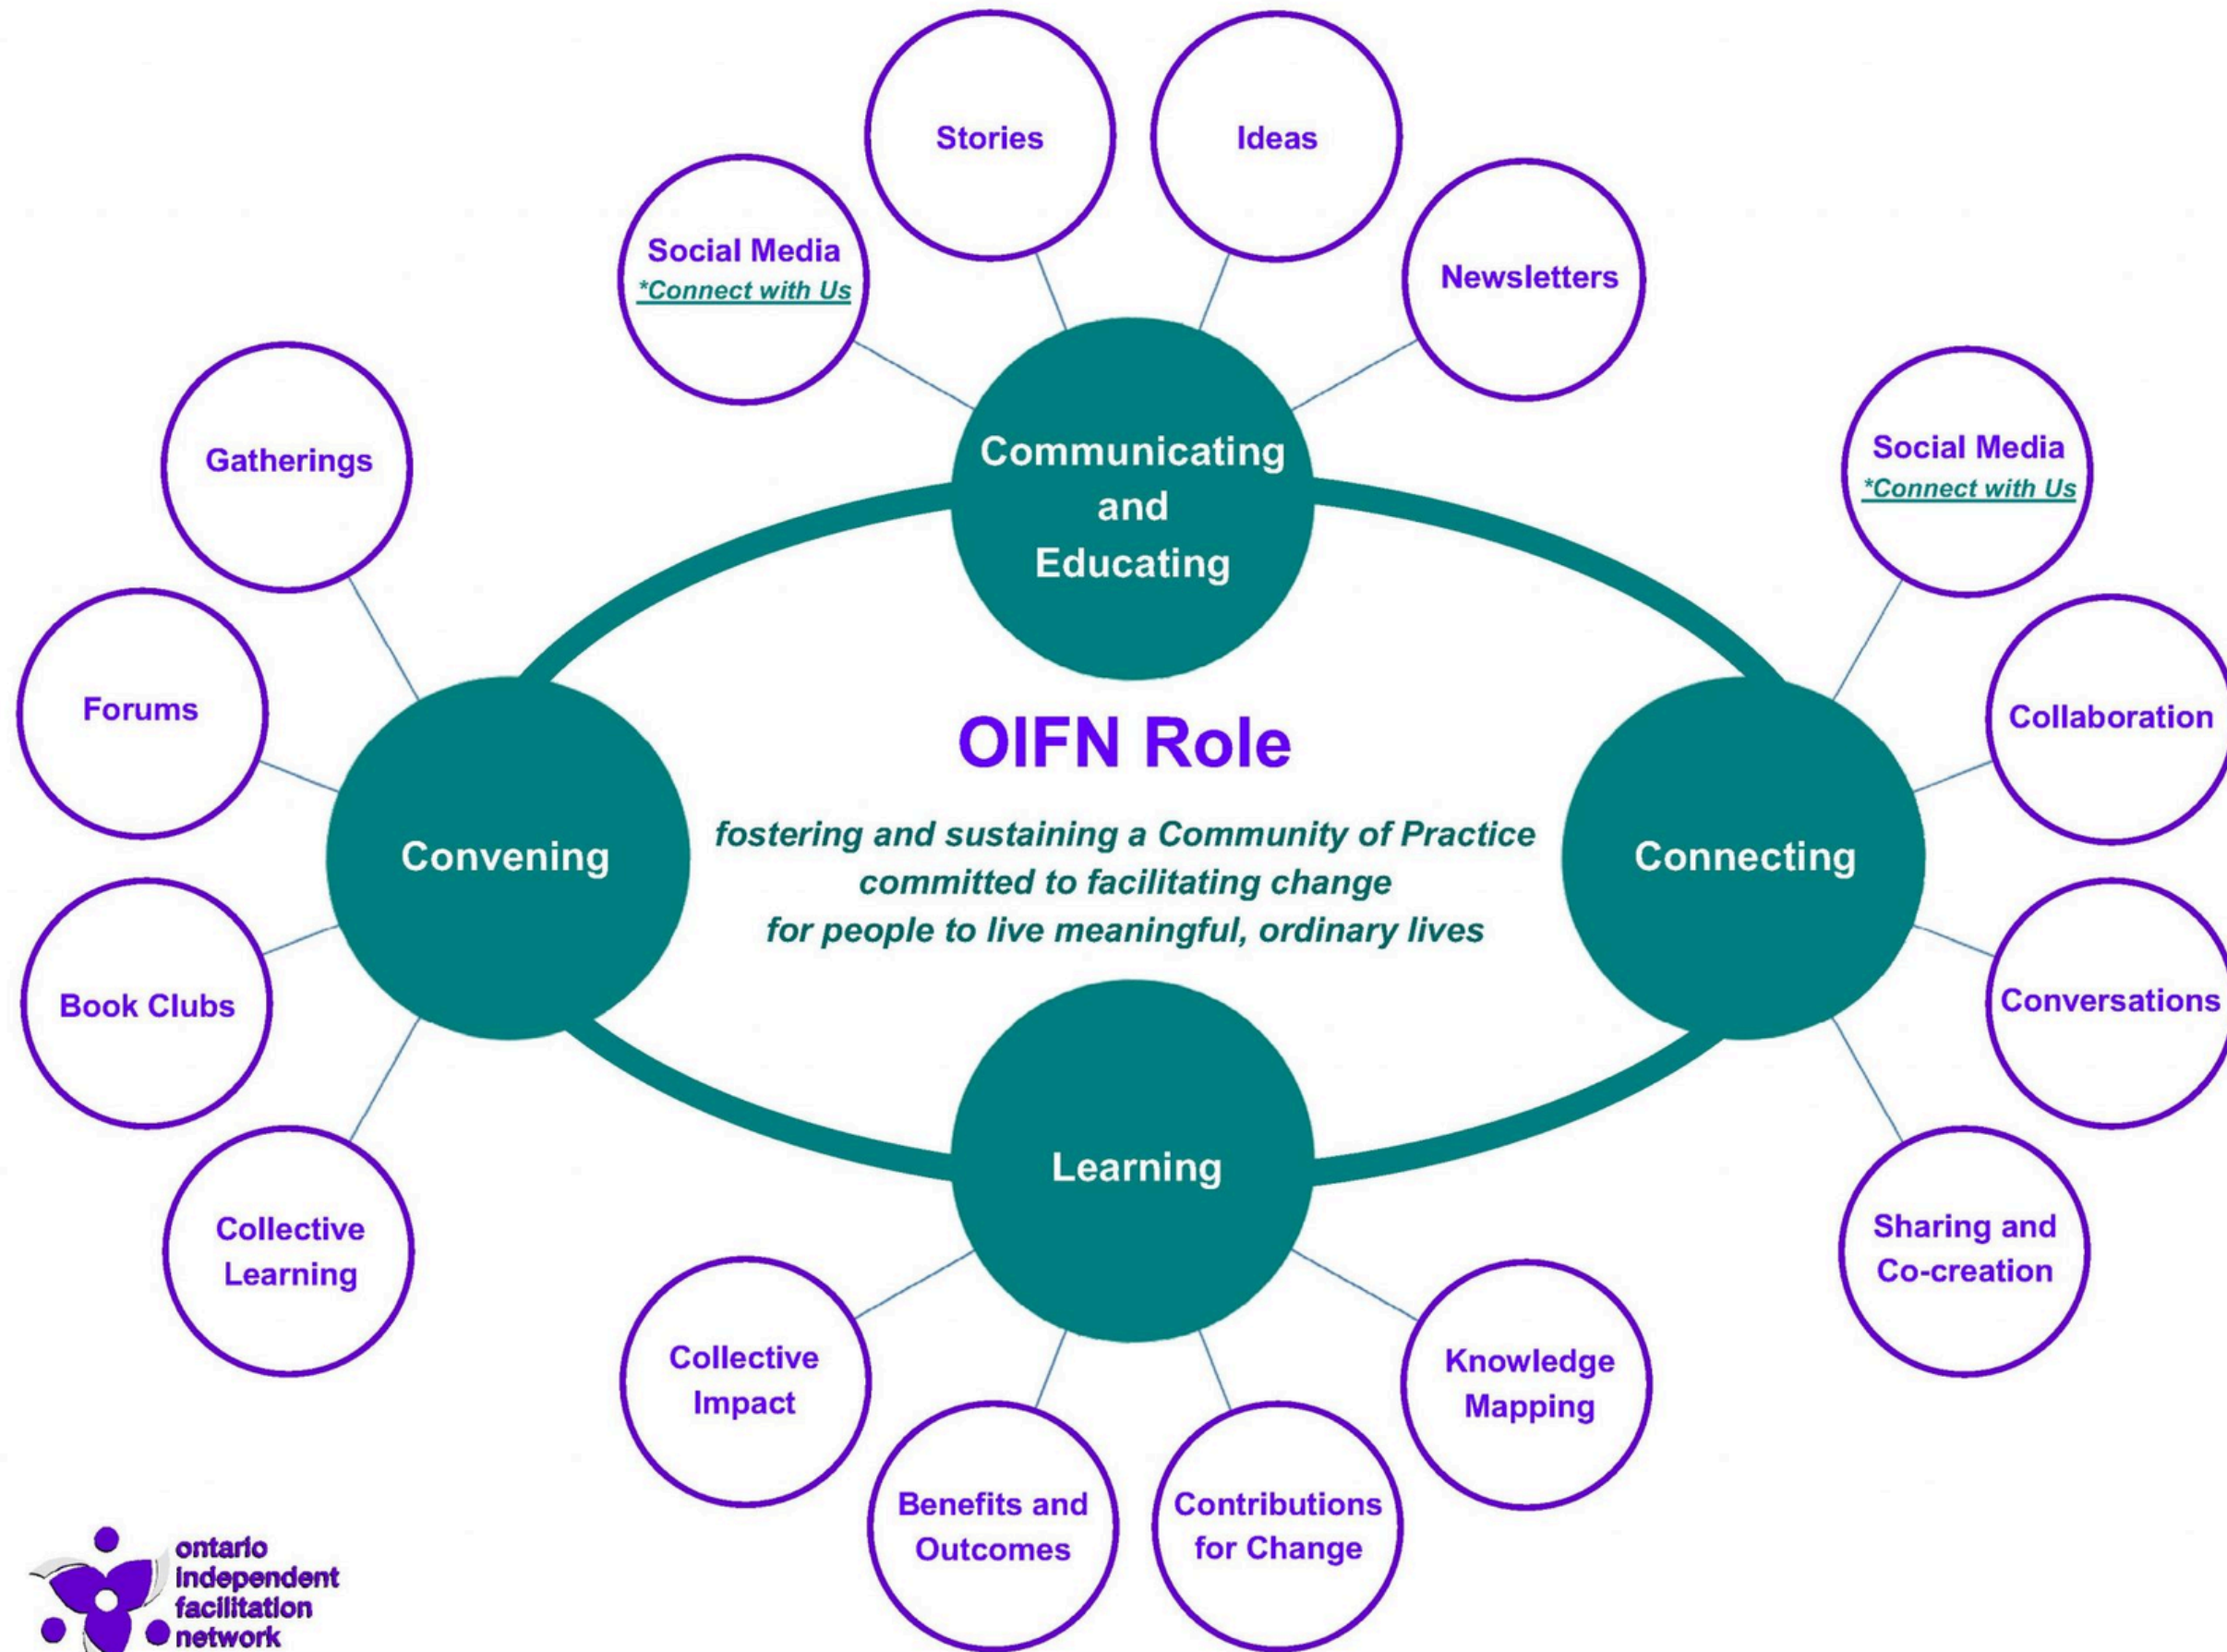 Stories
Ideas
Social Media
*Connect with Us
Newsletters
Communicating
and
Educating
Gatherings
Forums
Book Clubs
Collective
Learning
Convening
OIFN Role
fostering and sustaining a Community of Practice
committed to facilitating change
for people to live meaningful, ordinary lives
Connecting
Social Media
*Connect with Us
Collaboration
Conversations
Sharing and
Co-creation
Learning
Collective
Impact
Benefits and
Outcomes
Contributions
for Change
Knowledge
Mapping
ontario
independent
facilitation
network